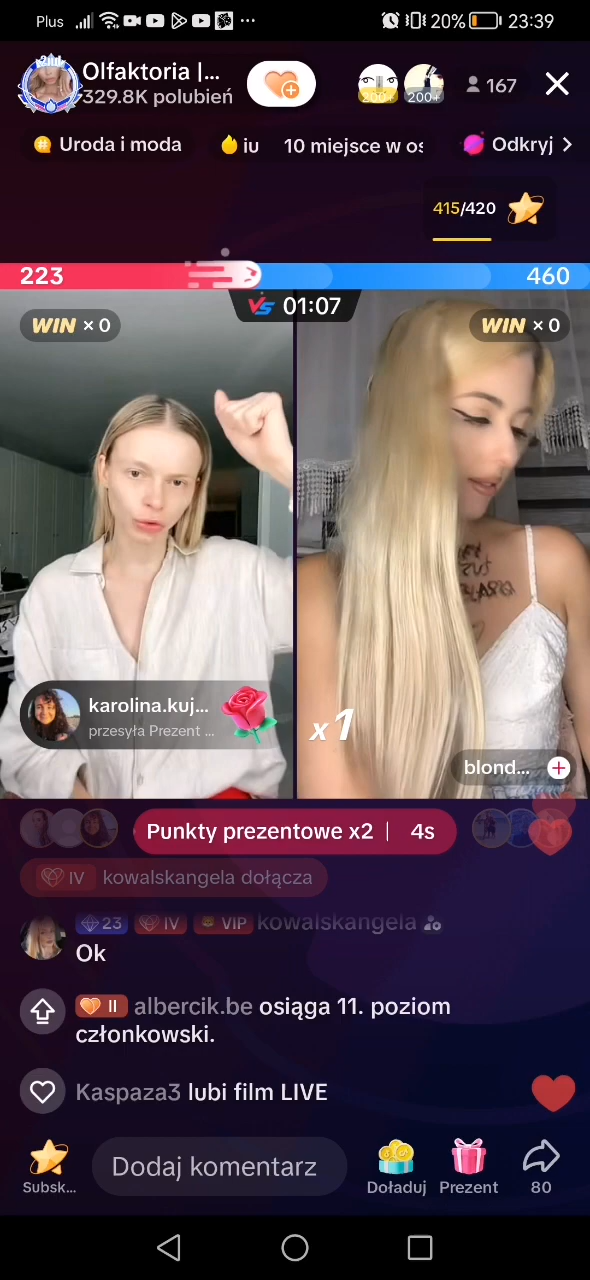 Plus 20% 23:39
Olfaktoria |...
329.8K polubień
200+ 200+ 167
Uroda i moda iu 10 miejsce w os Odkryj
415/420
223 460
VS 01:07
WIN × 0 WIN × 0
karolina.kuj...
przesyła Prezent ...
x1
blond...
Punkty prezentowe x2 | 4s
IV kowalskangela dołącza
23 IV VIP kowalskangela
Ok
II albercik.be osiąga 11. poziom
członkowski.
Kaspaza3 lubi film LIVE
Subsk... Dodaj komentarz Doładuj Prezent 80